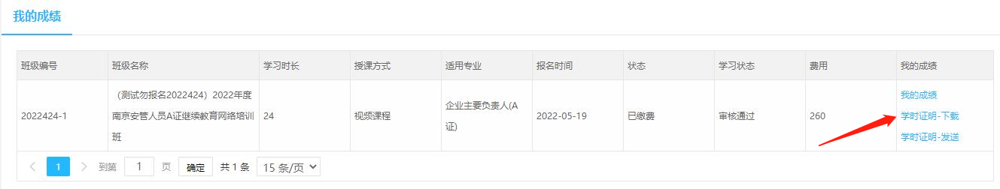 我的成绩
班级编号 班级名称 学习时长 授课方式 适用专业 报名时间 状态 学习状态 费用 我的成绩
2022424-1
（测试勿报名2022424）2022年度
南京安管人员A证继续教育网络培训
班
24
视频课程
企业主要负责人(A
证)
2022-05-19
已缴费
审核通过
260
我的成绩
学时证明-下载
学时证明-发送
1 到第 1 页 确定 共 1 条 15 条/页